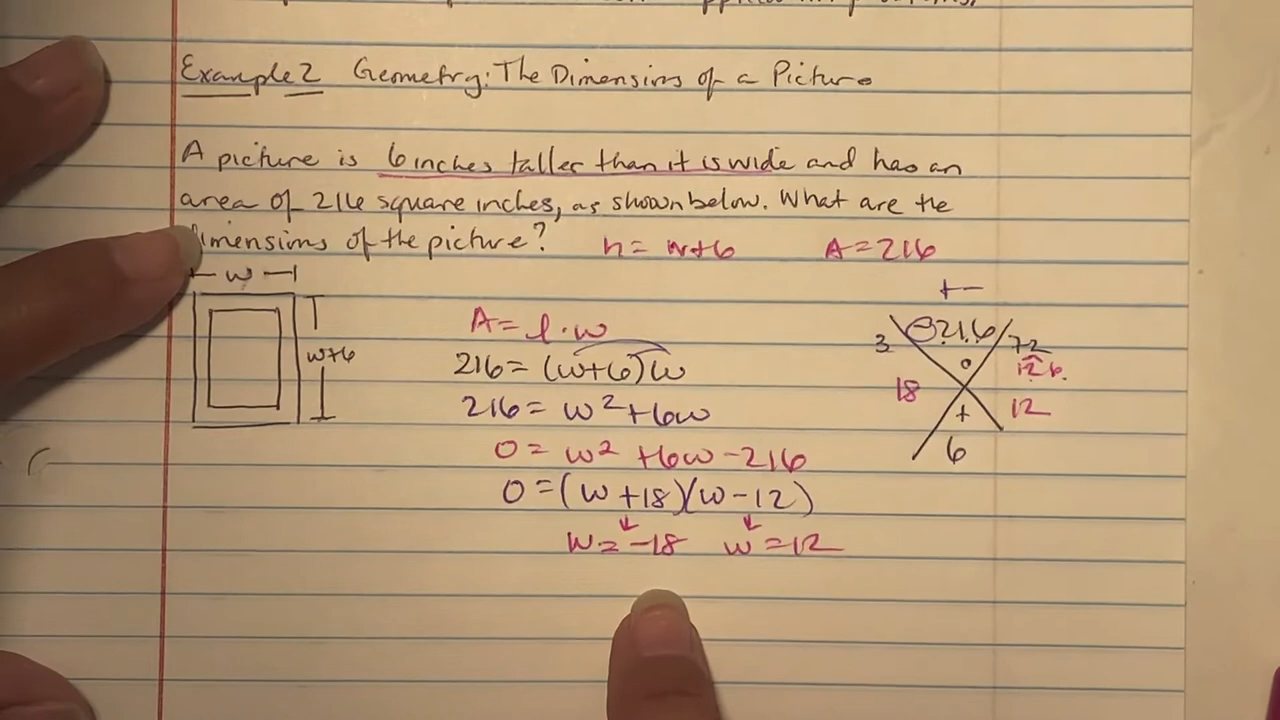 Example 2 Geometry: The Dimensions of a Picture
A picture is 6 inches taller than it is wide and has an
area of 216 square inches, as shown below. What are the
dimensions of the picture? h = w+6 A = 216
w
w+6
A = l · w
216 = (w+6)w
216 = w² + 6w
0 = w² + 6w - 216
0 = (w + 18)(w - 12)
w = -18 w = 12
+ -
3 -216 72
18 12
+
6